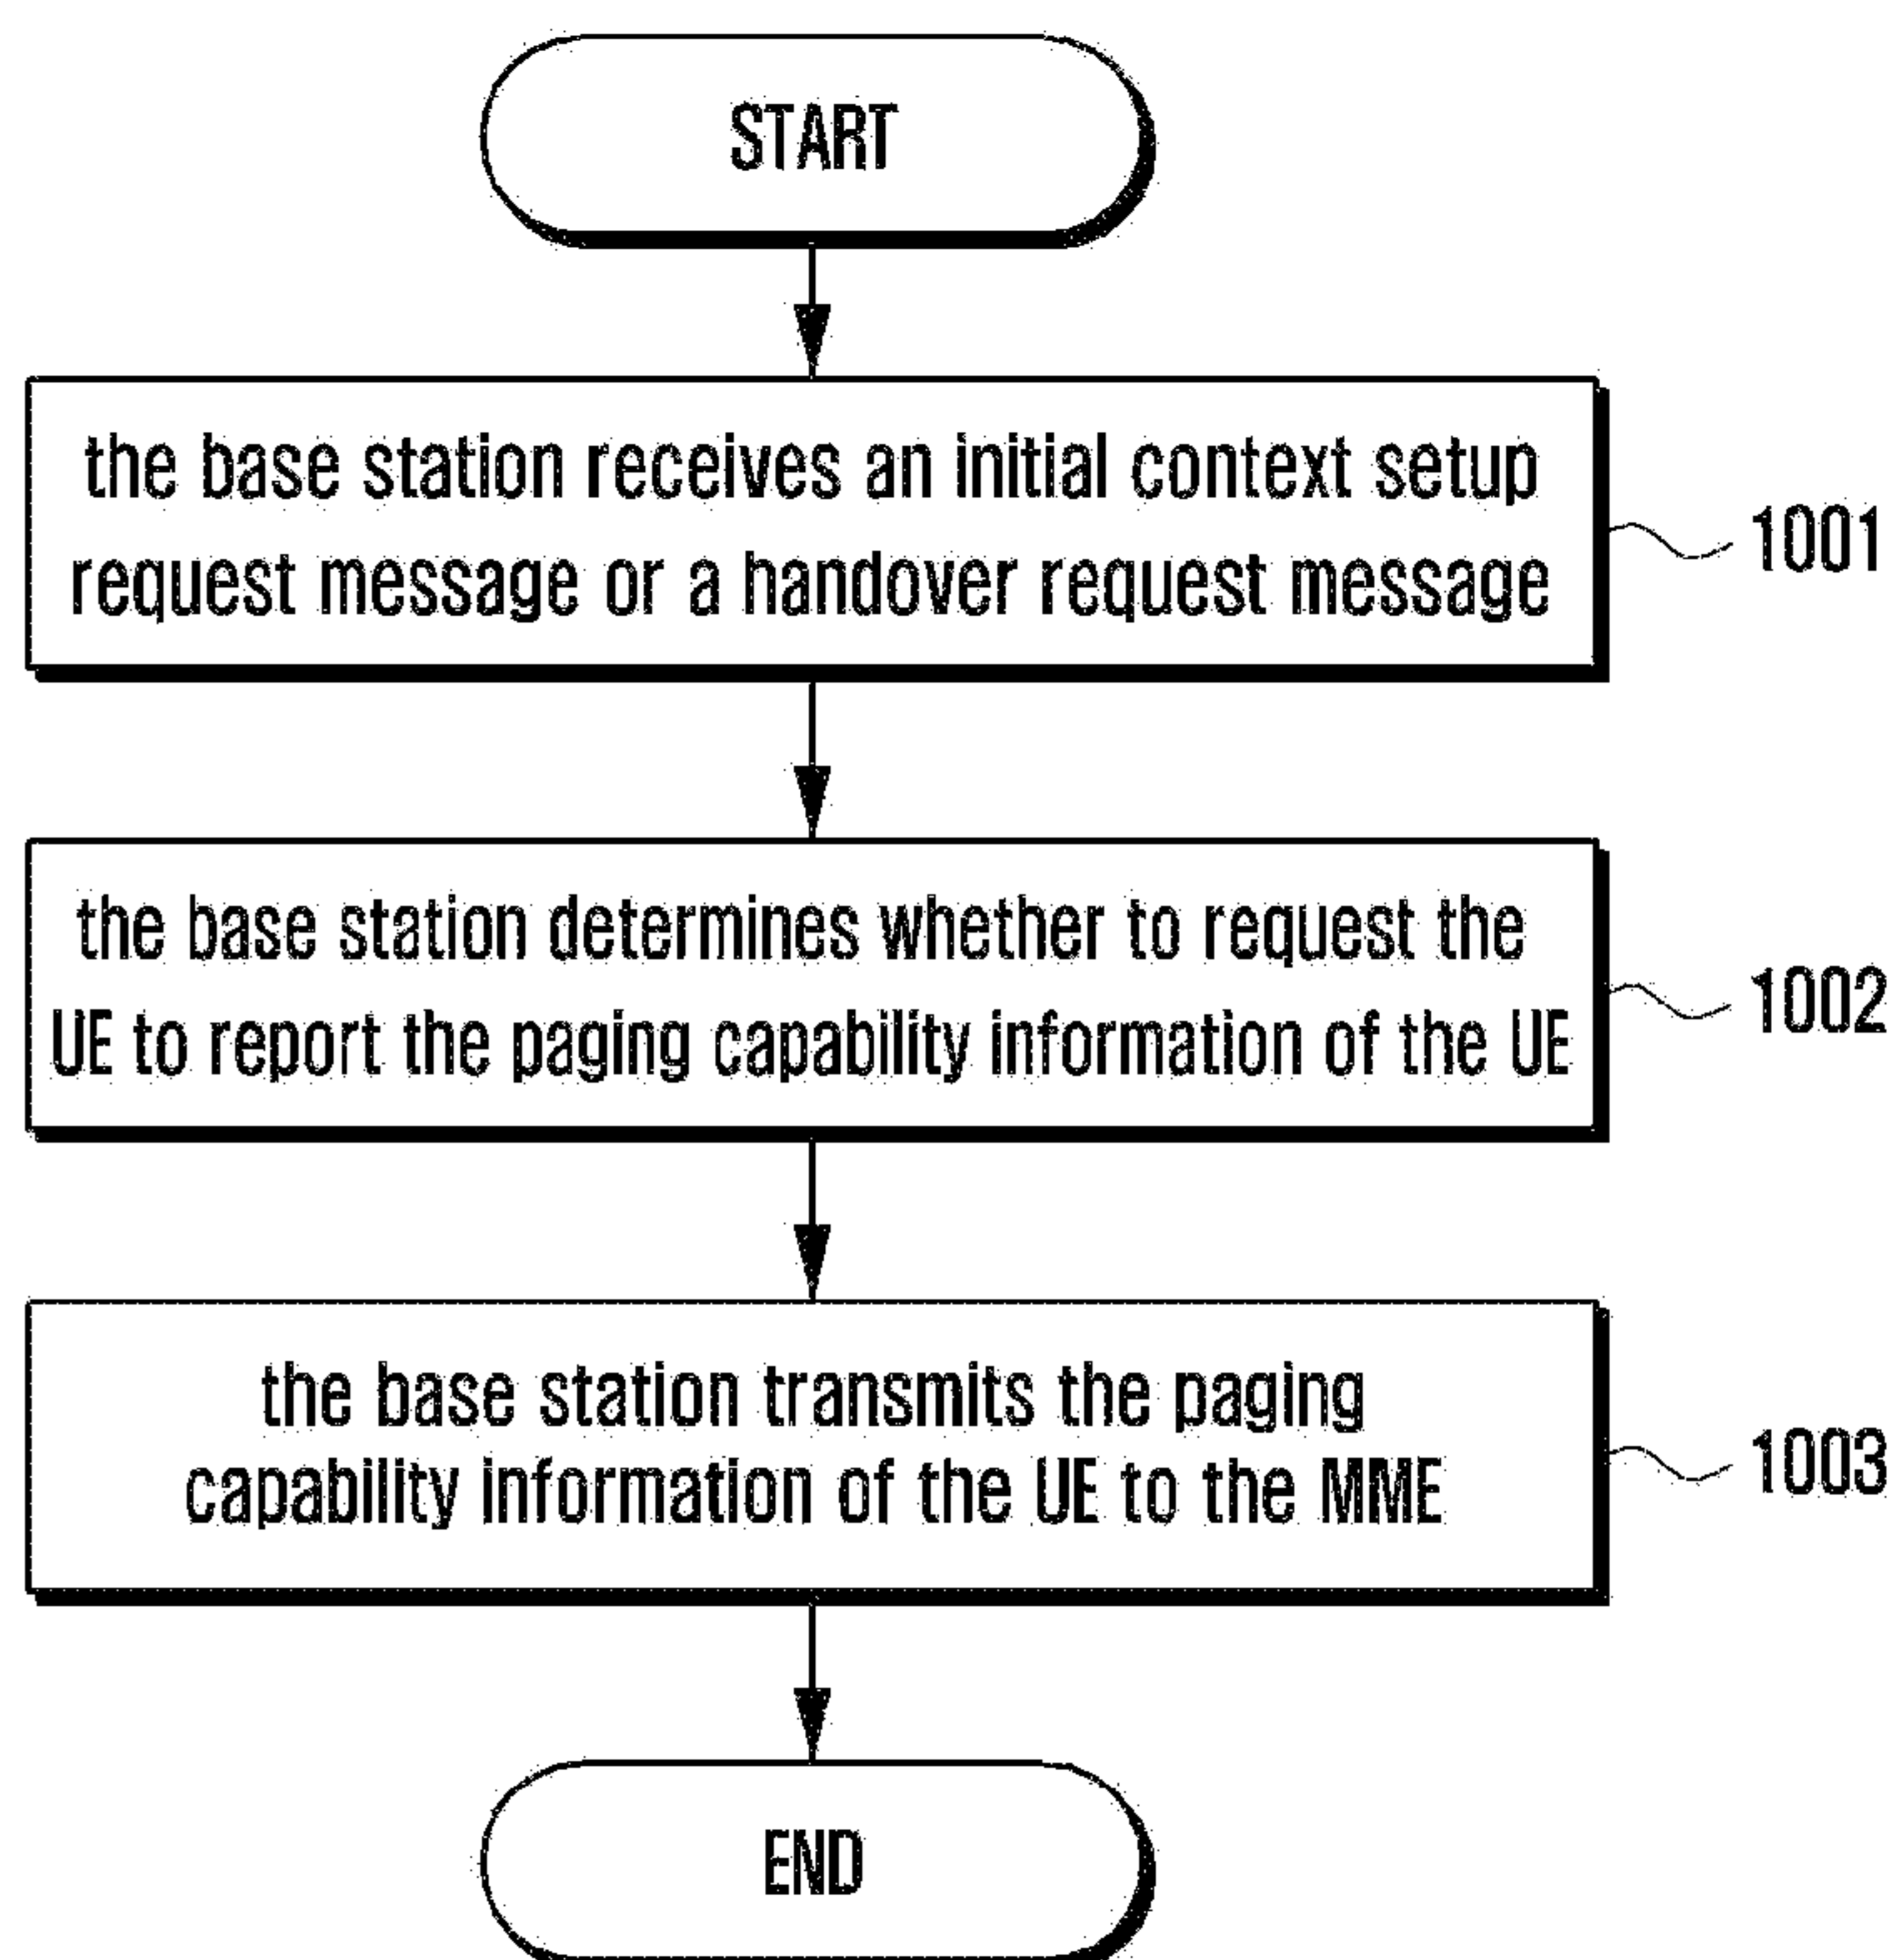 START
the base station receives an initial context setup
request message or a handover request message
1001
the base station determines whether to request the
UE to report the paging capability information of the UE
1002
the base station transmits the paging
capability information of the UE to the MME
1003
END